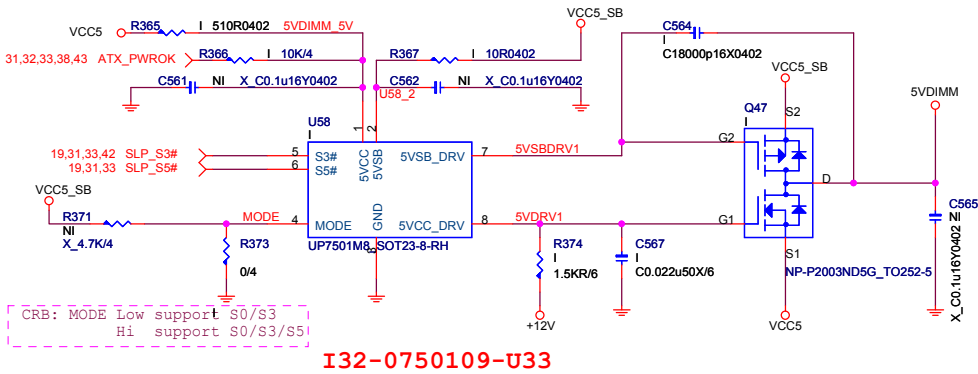 VCC5
R365
I
510R0402
5VDIMM_5V
31,32,33,38,43 ATX_PWROK
R366
I
10K/4
C561
NI
X_C0.1u16Y0402
R367
I
10R0402
VCC5_SB
C562
NI
X_C0.1u16Y0402
U58_2
C564
I
C18000p16X0402
VCC5_SB
5VDIMM
U58
I
1
2
Q47
I
S2
19,31,33,42 SLP_S3#
5
S3#
5VCC
5VSB
5VSB_DRV
7
5VSBDRV1
G2
19,31,33 SLP_S5#
6
S5#
D
VCC5_SB
R371
NI
X_4.7K/4
MODE
4
MODE
GND
5VCC_DRV
8
5VDRV1
G1
C565
NI
X_C0.1u16Y0402
R373
I
0/4
UP7501M8_SOT23-8-RH
R374
I
1.5KR/6
C567
I
C0.022u50X/6
S1
NP-P2003ND5G_TO252-5
+12V
VCC5
CRB: MODE Low support S0/S3
Hi support S0/S3/S5
I32-0750109-U33